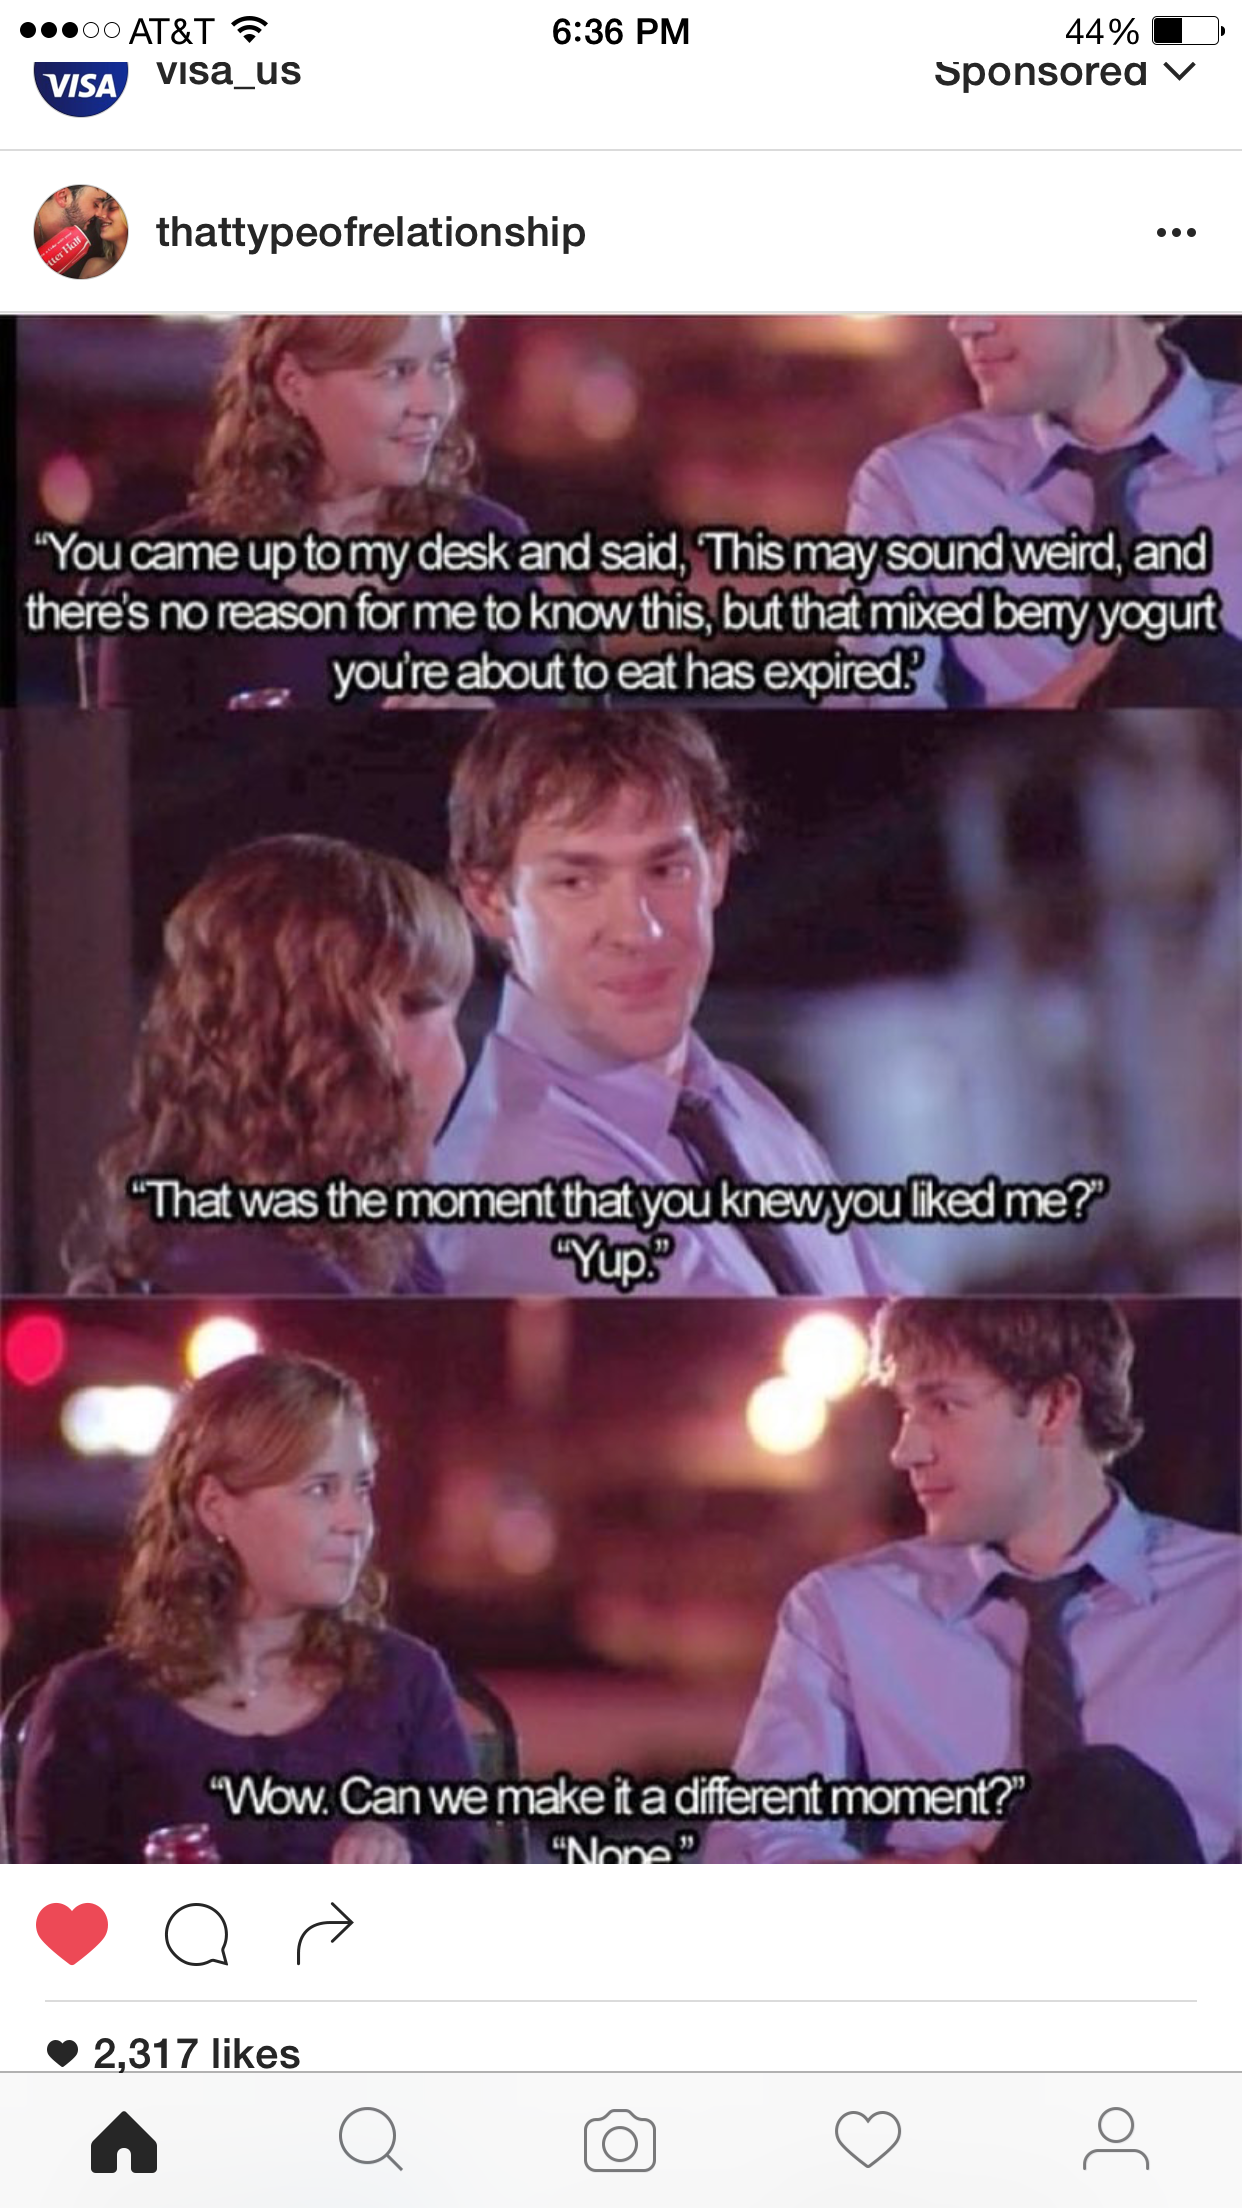 AT&T 6:36 PM 44%
VISA visa_us Sponsored
tter Half
thattypeofrelationship
“You came up to my desk and said, ‘This may sound weird, and
there's no reason for me to know this, but that mixed berry yogurt
you're about to eat has expired.’
“That was the moment that you knew you liked me?”
“Yup.”
“Wow. Can we make it a different moment?”
“Nope.”
2,317 likes